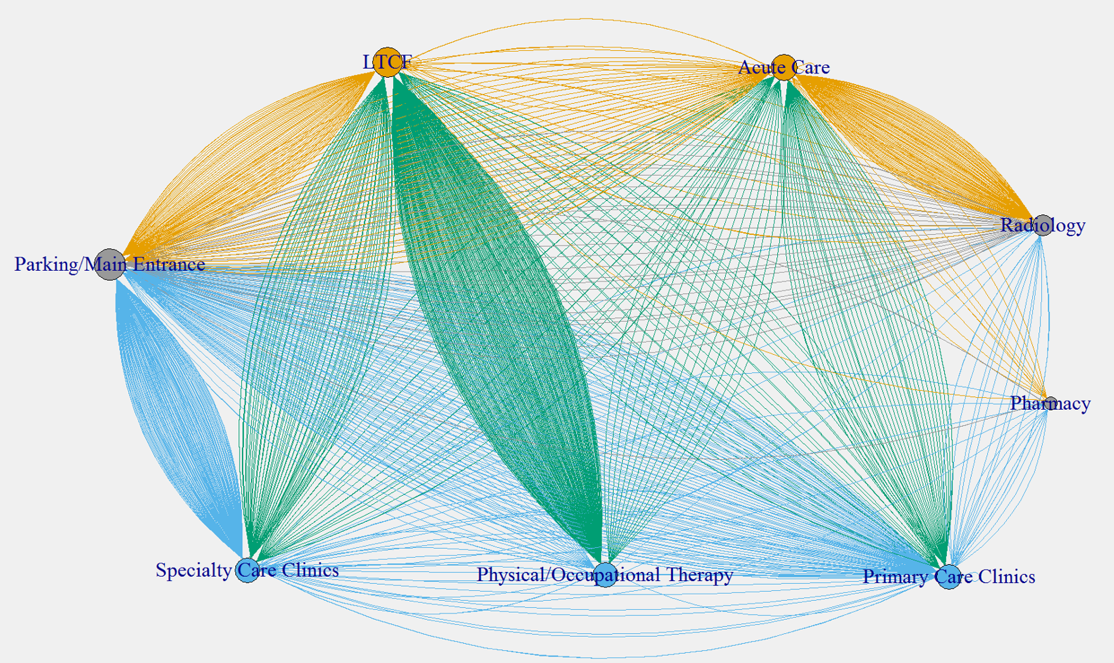 LTCF
Acute Care
Radiology
Parking/Main Entrance
Pharmacy
Specialty Care Clinics
Physical/Occupational Therapy
Primary Care Clinics